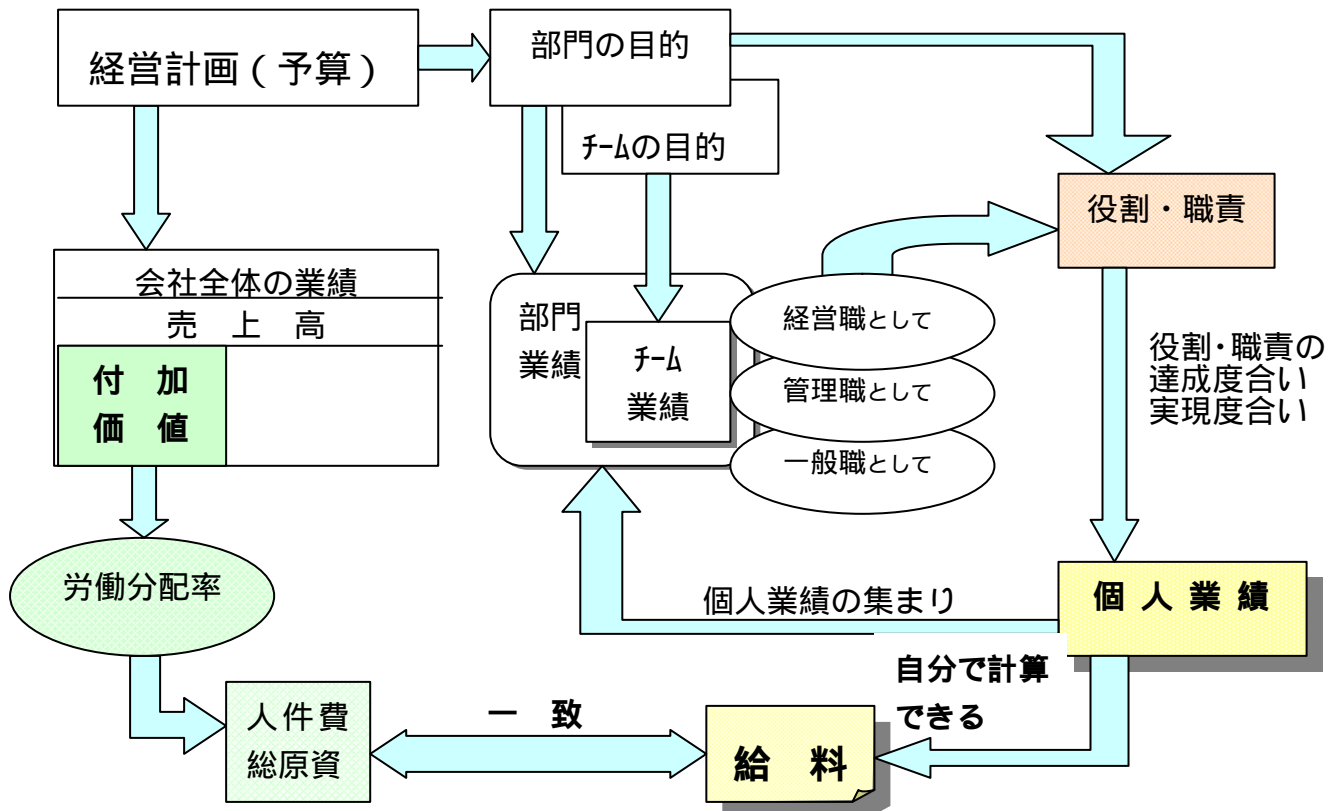 経営計画（予算）
部門の目的
ﾁｰﾑの目的
役割・職責
会社全体の業績
売　上　高
付　加
価　値
部門
業績
ﾁｰﾑ
業績
経営職として
管理職として
一般職として
役割・職責の
達成度合い
実現度合い
労働分配率
個人業績の集まり
個 人 業 績
自分で計算
できる
人件費
総原資
一　致
給　料